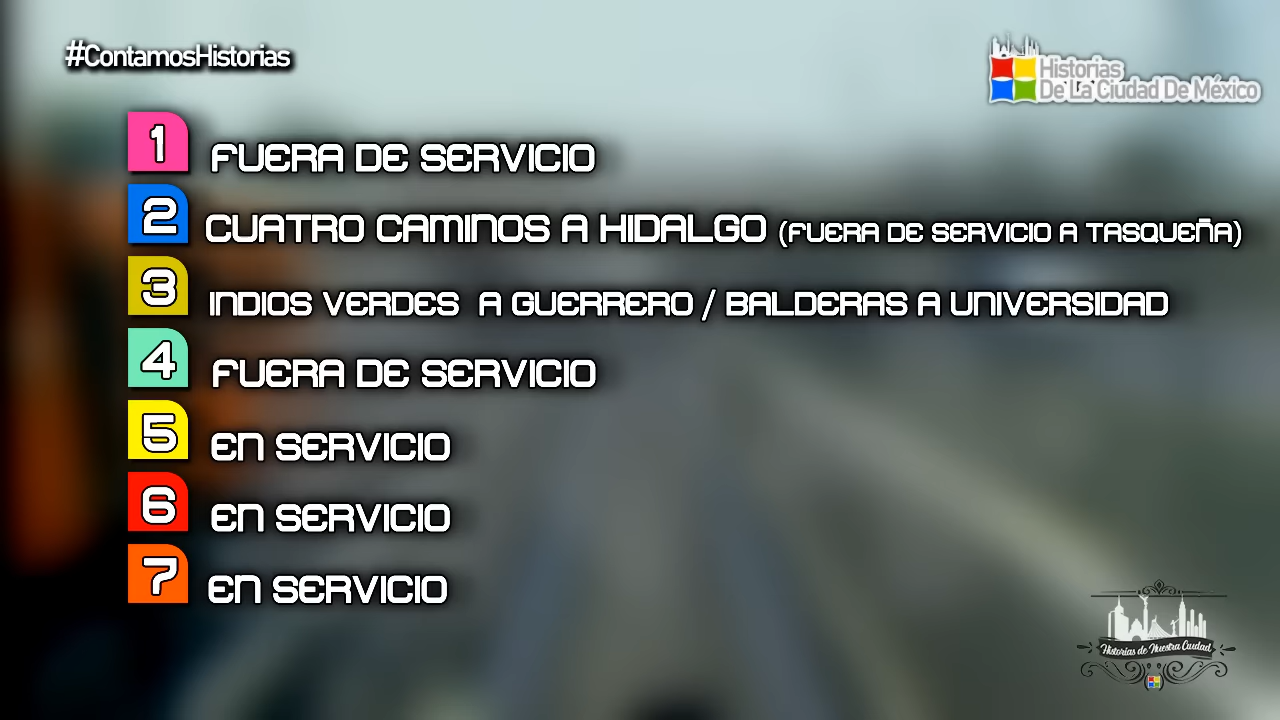 #ContamosHistorias
Historias
De La Ciudad De México
1 FUERA DE SERVICIO
2 CUATRO CAMINOS A HIDALGO (FUERA DE SERVICIO A TASQUEÑA)
3 INDIOS VERDES A GUERRERO / BALDERAS A UNIVERSIDAD
4 FUERA DE SERVICIO
5 EN SERVICIO
6 EN SERVICIO
7 EN SERVICIO
Historias de Nuestra Ciudad